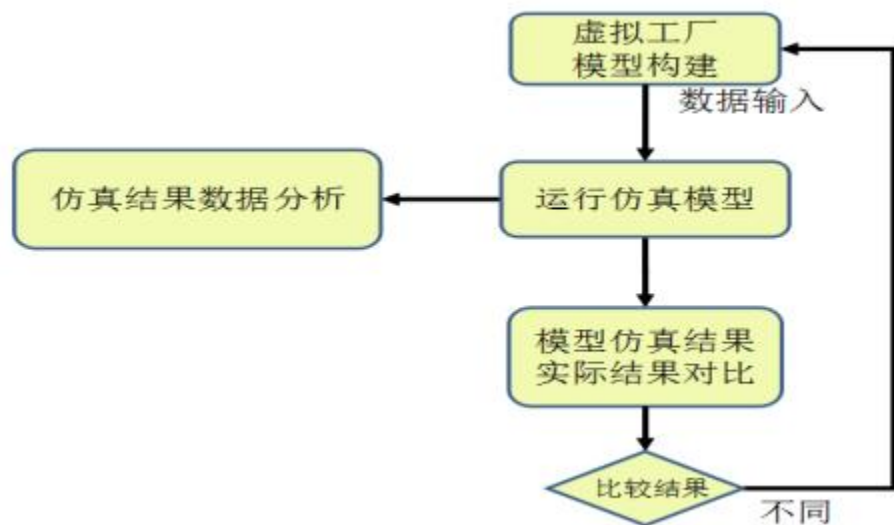 虚拟工厂
模型构建
数据输入
仿真结果数据分析
运行仿真模型
模型仿真结果
实际结果对比
比较结果
不同